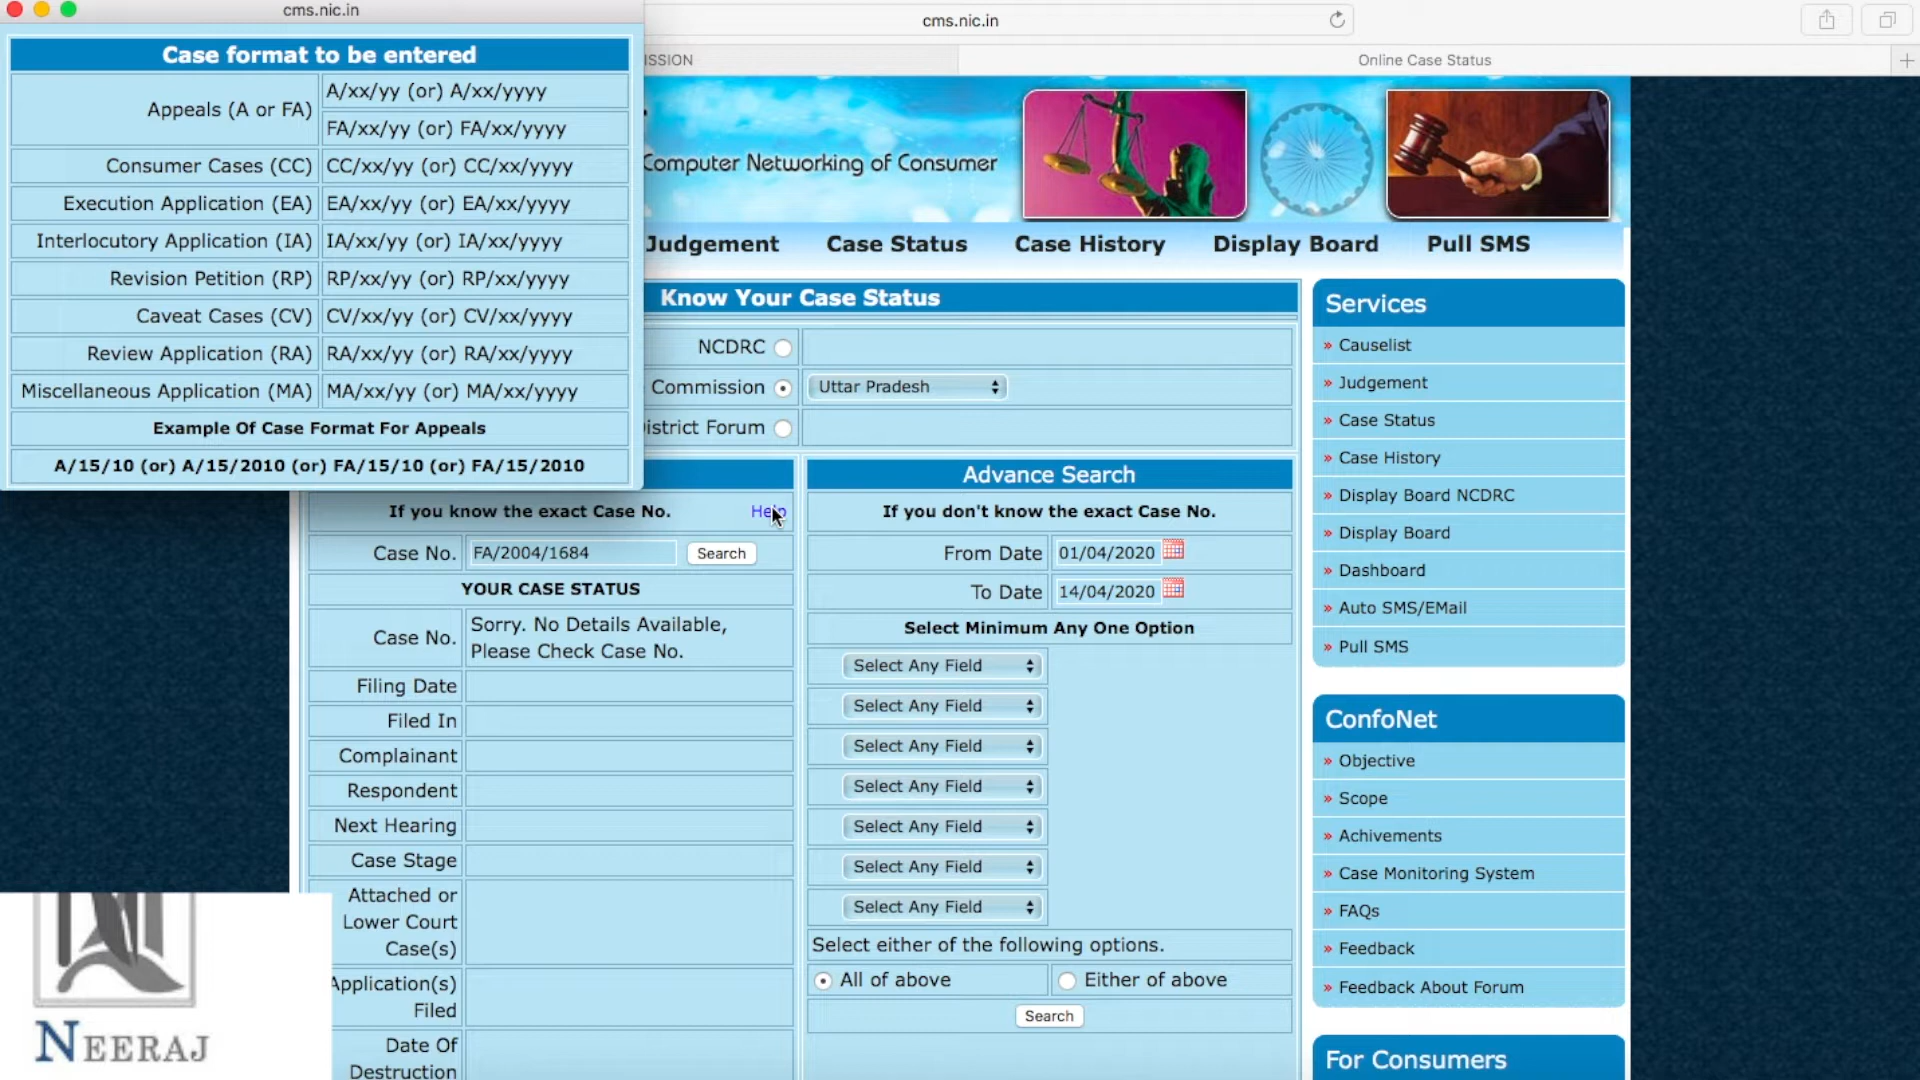 cms.nic.in
Case format to be entered
Appeals (A or FA)
A/xx/yy (or) A/xx/yyyy
FA/xx/yy (or) FA/xx/yyyy
Consumer Cases (CC) CC/xx/yy (or) CC/xx/yyyy
Execution Application (EA) EA/xx/yy (or) EA/xx/yyyy
Interlocutory Application (IA) IA/xx/yy (or) IA/xx/yyyy
Revision Petition (RP) RP/xx/yy (or) RP/xx/yyyy
Caveat Cases (CV) CV/xx/yy (or) CV/xx/yyyy
Review Application (RA) RA/xx/yy (or) RA/xx/yyyy
Miscellaneous Application (MA) MA/xx/yy (or) MA/xx/yyyy
Example Of Case Format For Appeals
A/15/10 (or) A/15/2010 (or) FA/15/10 (or) FA/15/2010
cms.nic.in
ISSION
Online Case Status
Computer Networking of Consumer
Judgement Case Status Case History Display Board Pull SMS
Know Your Case Status
NCDRC
Commission Uttar Pradesh
istrict Forum
If you know the exact Case No. Help
Case No. FA/2004/1684 Search
YOUR CASE STATUS
Case No. Sorry. No Details Available,
Please Check Case No.
Filing Date
Filed In
Complainant
Respondent
Next Hearing
Case Stage
Attached or
Lower Court
Case(s)
Application(s)
Filed
Date Of
Destruction
Advance Search
If you don't know the exact Case No.
From Date 01/04/2020
To Date 14/04/2020
Select Minimum Any One Option
Select Any Field
Select Any Field
Select Any Field
Select Any Field
Select Any Field
Select Any Field
Select Any Field
Select either of the following options.
All of above Either of above
Search
Services
» Causelist
» Judgement
» Case Status
» Case History
» Display Board NCDRC
» Display Board
» Dashboard
» Auto SMS/EMail
» Pull SMS
ConfoNet
» Objective
» Scope
» Achivements
» Case Monitoring System
» FAQs
» Feedback
» Feedback About Forum
For Consumers
NEERAJ